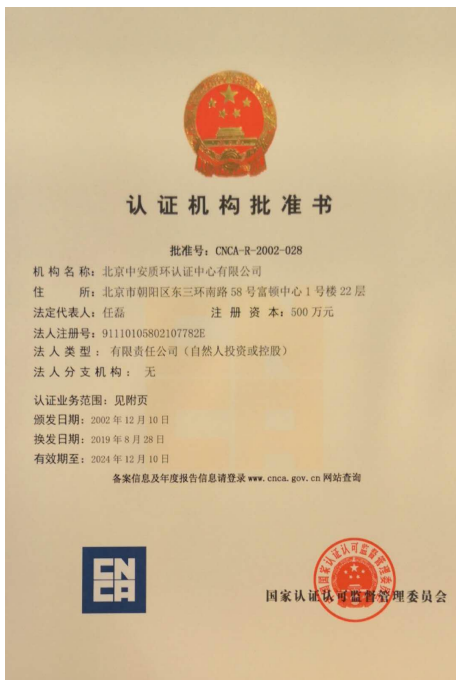 认证机构批准书
批准号：CNCA-R-2002-028
机构名称：北京中安质环认证中心有限公司
住 所：北京市朝阳区东三环南路58号富顿中心1号楼22层
法定代表人：任磊 注册资本：500万元
法人注册号：91110105802107782E
法人类型：有限责任公司（自然人投资或控股）
法人分支机构：无
认证业务范围：见附页
颁发日期：2002年12月10日
换发日期：2019年8月28日
有效期至：2024年12月10日
备案信息及年度报告信息请登录www.cnca.gov.cn网站查询
CN
CA
国家认证认可监督管理委员会